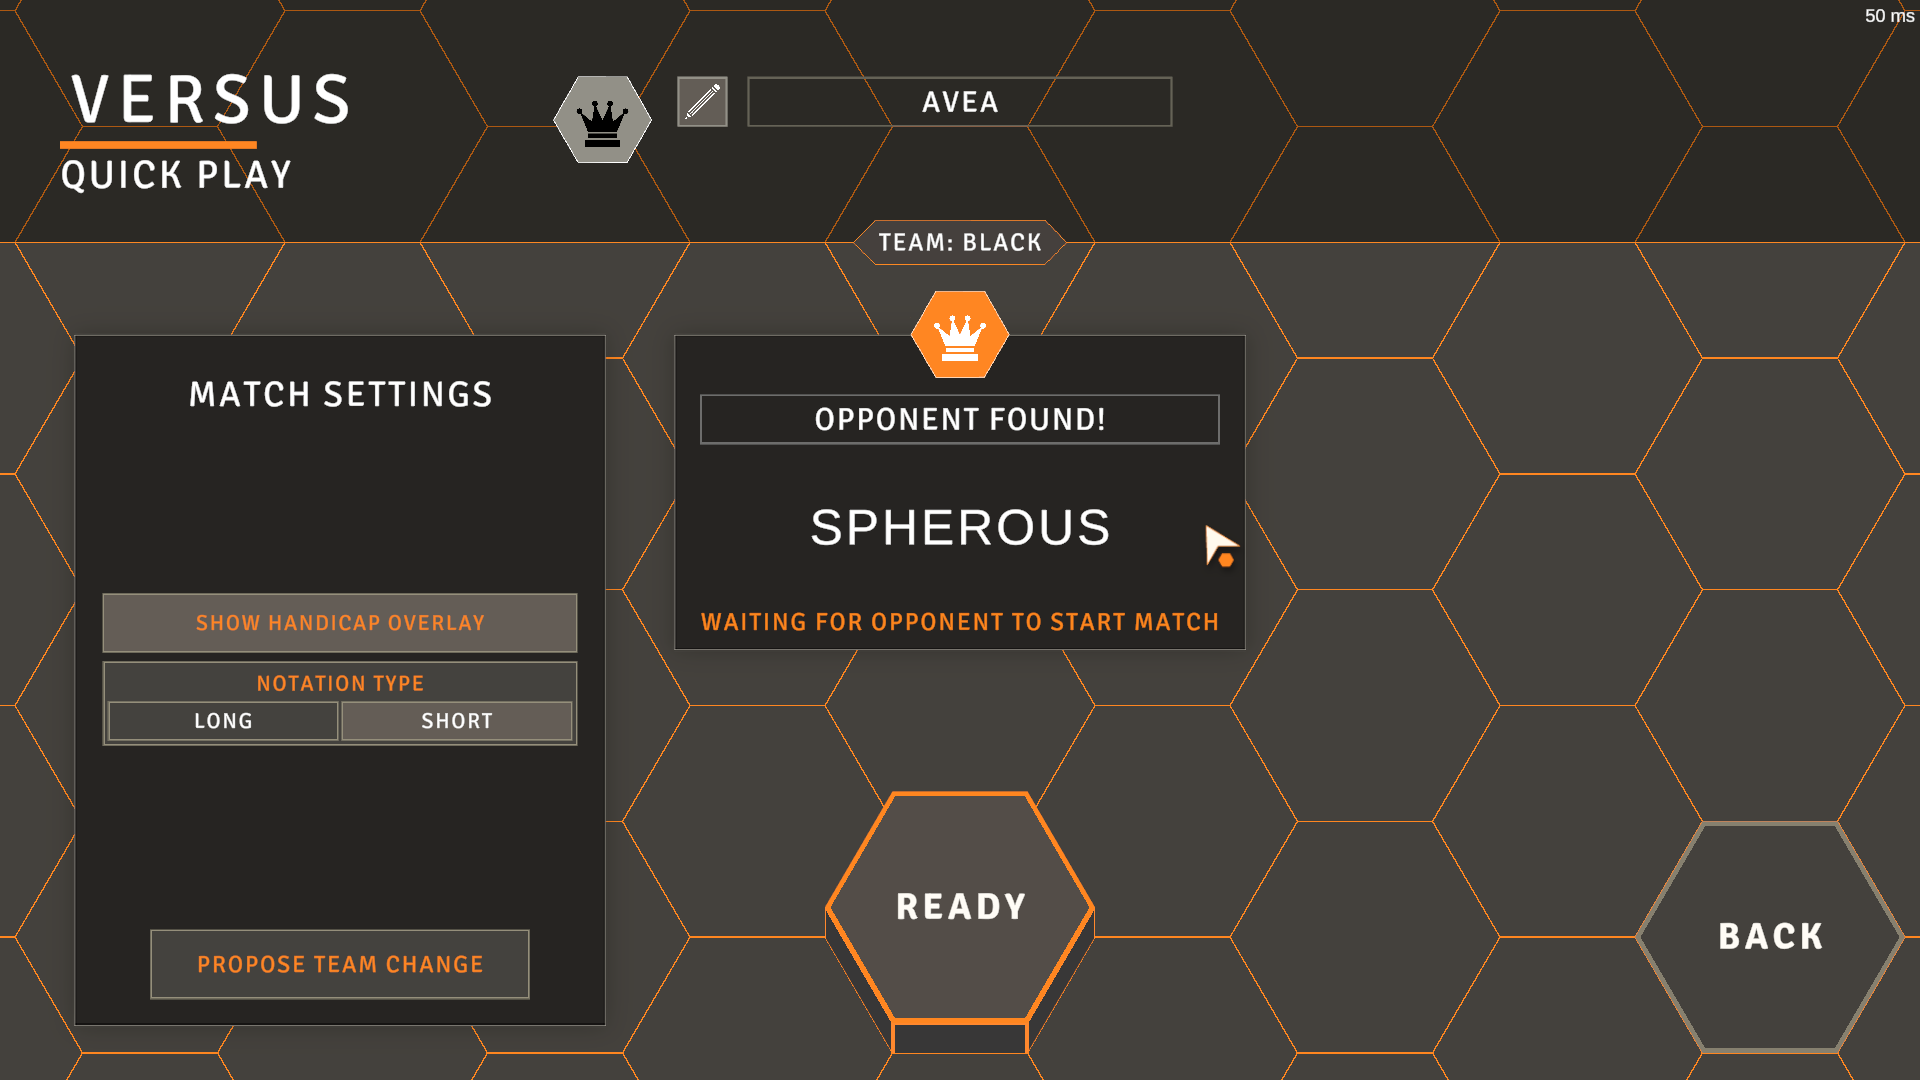 50 ms
VERSUS
QUICK PLAY
AVEA
TEAM: BLACK
MATCH SETTINGS
SHOW HANDICAP OVERLAY
NOTATION TYPE
LONG SHORT
PROPOSE TEAM CHANGE
OPPONENT FOUND!
SPHEROUS
WAITING FOR OPPONENT TO START MATCH
READY
BACK